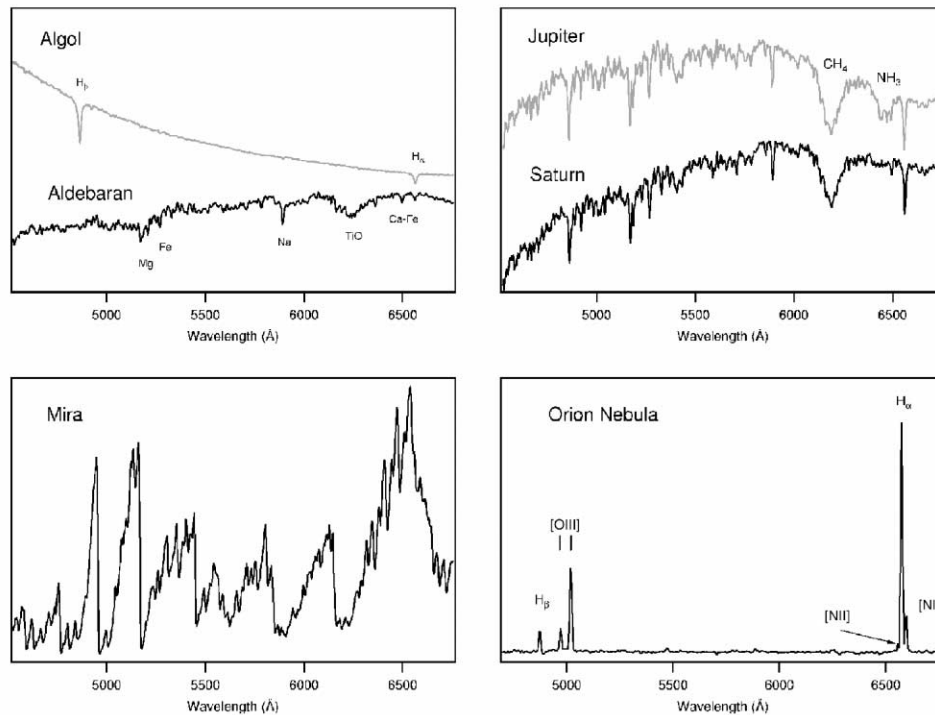 Algol
Hβ
Hα
Aldebaran
Ca-Fe
Na
TiO
Fe
Mg
5000 5500 6000 6500
Wavelength (Å)
Jupiter
CH₄
NH₃
Saturn
5000 5500 6000 6500
Wavelength (Å)
Mira
5000 5500 6000 6500
Wavelength (Å)
Orion Nebula
Hα
[OIII]
Hβ
[NII]
[NI
5000 5500 6000 6500
Wavelength (Å)